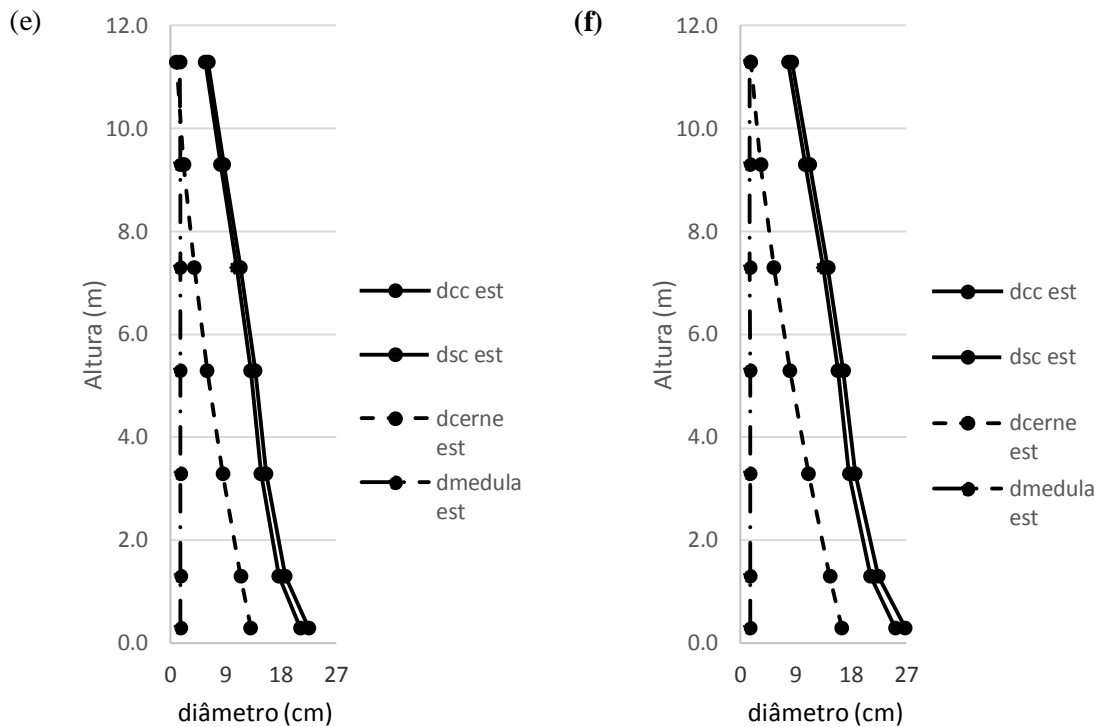 (e)
12.0
10.0
8.0
6.0
4.0
2.0
0.0
Altura (m)
0 9 18 27
diâmetro (cm)
dcc est
dsc est
dcerne
est
dmedula
est
(f)
12.0
10.0
8.0
6.0
4.0
2.0
0.0
Altura (m)
0 9 18 27
diâmetro (cm)
dcc est
dsc est
dcerne
est
dmedula
est